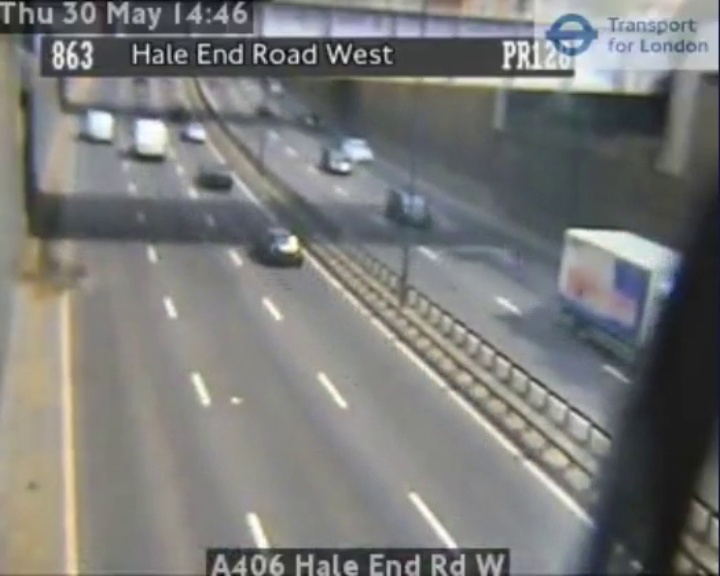 Thu 30 May 14:46
Transport
for London
863 Hale End Road West
A406 Hale End Rd W